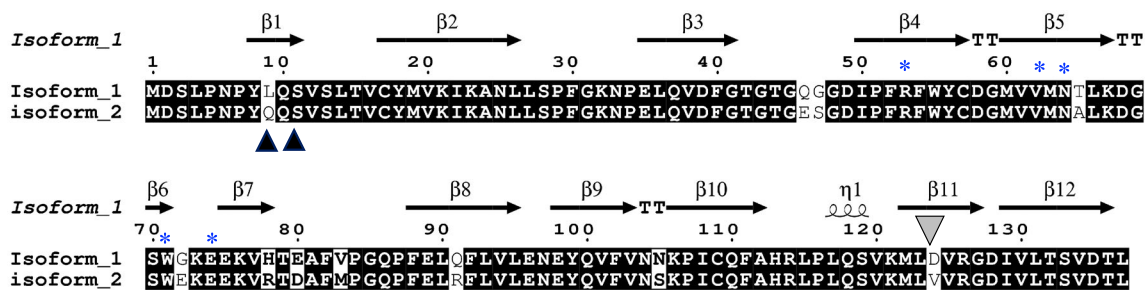 β1 β2 β3 β4 β5
Isoform_1 TT TT
1 10 20 30 40 50 * 60 * *
Isoform_1 MDSLPNPYLQSVSLTVCYMVKIKANLLSPFGKNPELQVDFGTGTGQGGDIPFRFWYCDGMVVMNTLKDG
isoform_2 MDSLPNPYQQSVSLTVCYMVKIKANLLSPFGKNPELQVDFGTGTGESGDIPFRFWYCDGMVVMNALKDG
β6 β7 β8 β9 β10 η1 β11 β12
Isoform_1 TT
70 * * 80 90 100 110 120 130
Isoform_1 SWGKEEKVHTEAFVPGQPFELQFLVLENEYQVFVNNKPICQFAHRLPLQSVKMLDVRGDIVLTSVDTL
isoform_2 SWEKEEKVRTDAFMPGQPFELRFLVLENEYQVFVNSKPICQFAHRLPLQSVKMLVVRGDIVLTSVDTL